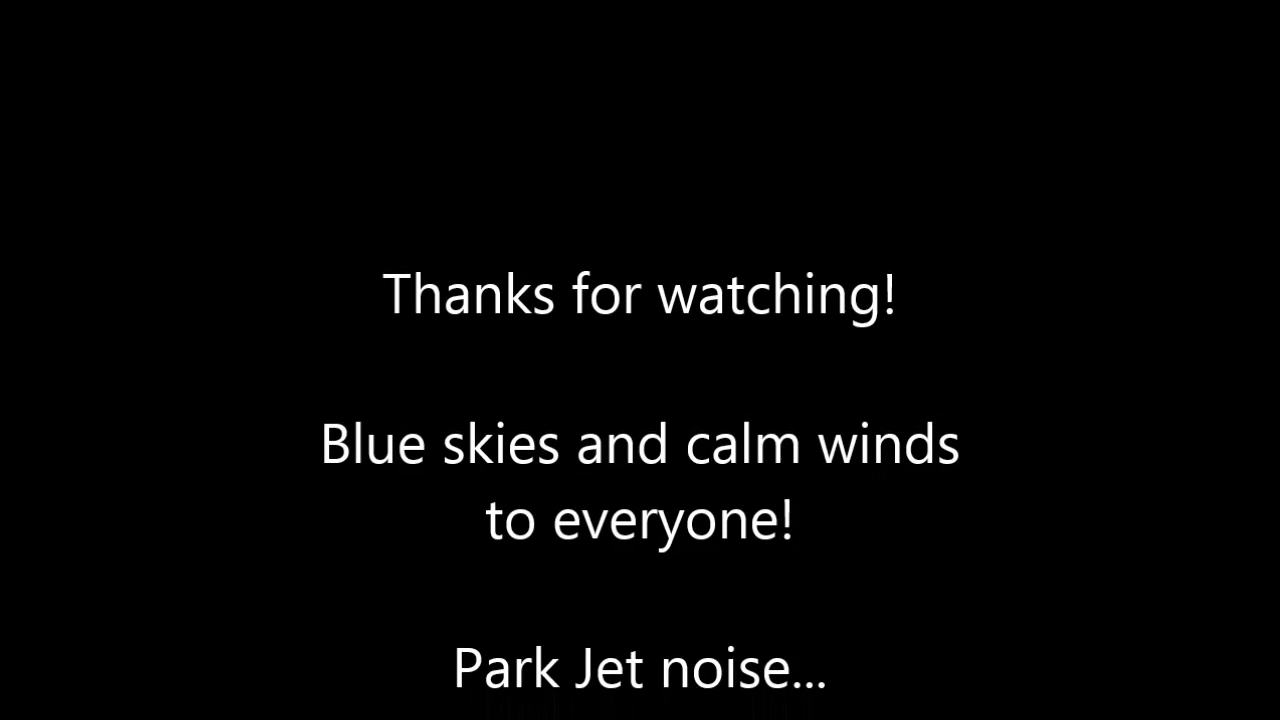 Thanks for watching!
Blue skies and calm winds
to everyone!
Park Jet noise...